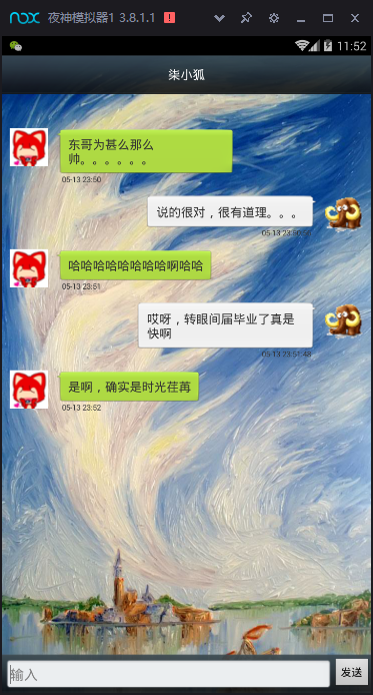 nox 夜神模拟器1 3.8.1.1
11:52
柒小狐
东哥为甚么那么
帅。。。。。。
05-13 23:50
说的很对，很有道理。。。
05-13 23:50
哈哈哈哈哈哈哈哈啊哈哈
05-13 23:51
哎呀，转眼间届毕业了真是
快啊
05-13 23:51:48
是啊，确实是时光荏苒
05-13 23:52
输入
发送